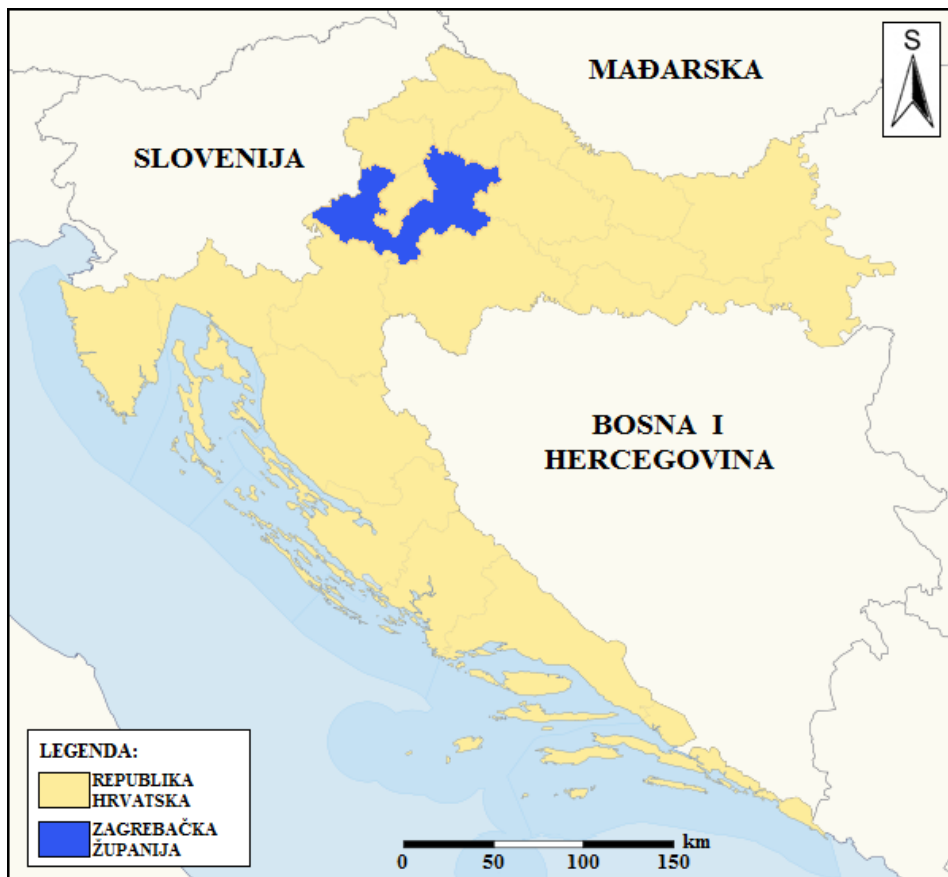 S
MAĐARSKA
SLOVENIJA
BOSNA I
HERCEGOVINA
LEGENDA:
REPUBLIKA
HRVATSKA
ZAGREBAČKA
ŽUPANIJA
km
0 50 100 150